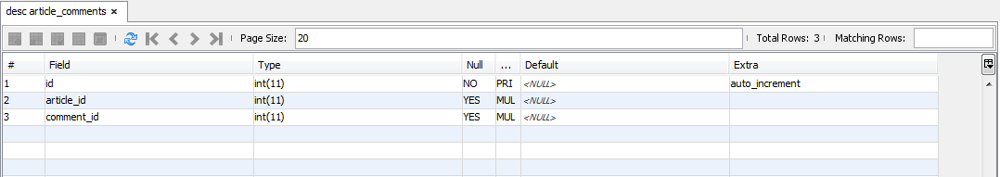 desc article_comments ×
Page Size: 20 Total Rows: 3 Matching Rows:
# Field Type Null ... Default Extra
1 id int(11) NO PRI <NULL> auto_increment
2 article_id int(11) YES MUL <NULL>
3 comment_id int(11) YES MUL <NULL>